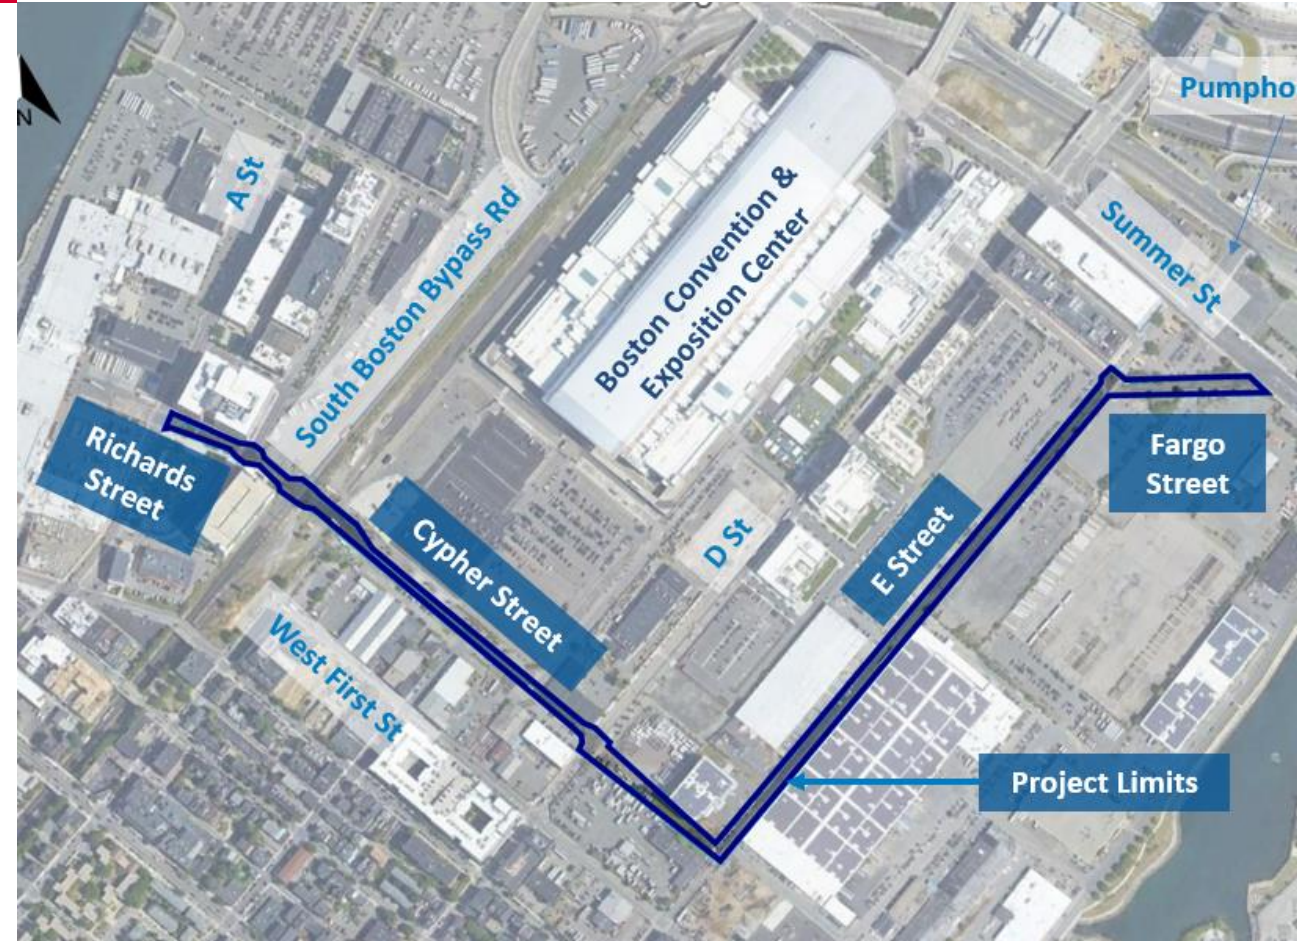 N
Pumpho
A St
South Boston Bypass Rd
Boston Convention &
Exposition Center
Summer St
Richards
Street
Cypher Street
D St
E Street
Fargo
Street
West First St
Project Limits